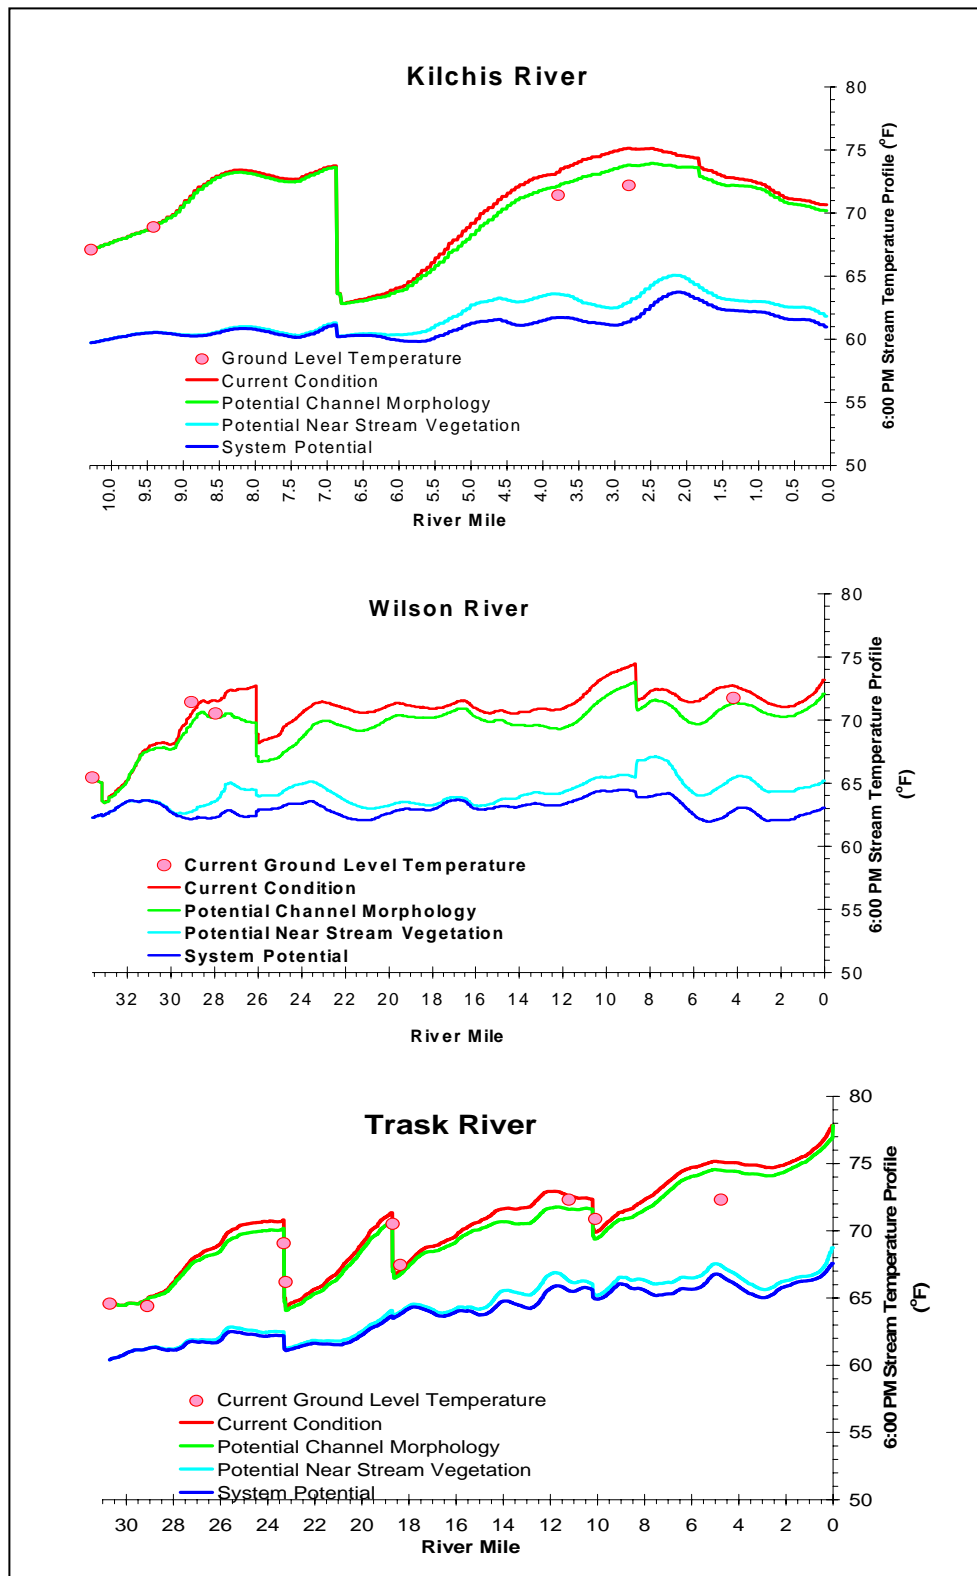 Kilchis River
80
75
70
65
60
55
50
6:00 PM Stream Temperature Profile (°F)
Ground Level Temperature
Current Condition
Potential Channel Morphology
Potential Near Stream Vegetation
System Potential
10.0 9.5 9.0 8.5 8.0 7.5 7.0 6.5 6.0 5.5 5.0 4.5 4.0 3.5 3.0 2.5 2.0 1.5 1.0 0.5 0.0
River Mile
Wilson River
80
75
70
65
60
55
50
6:00 PM Stream Temperature Profile
(°F)
Current Ground Level Temperature
Current Condition
Potential Channel Morphology
Potential Near Stream Vegetation
System Potential
32 30 28 26 24 22 20 18 16 14 12 10 8 6 4 2 0
River Mile
Trask River
80
75
70
65
60
55
50
6:00 PM Stream Temperature Profile
(°F)
Current Ground Level Temperature
Current Condition
Potential Channel Morphology
Potential Near Stream Vegetation
System Potential
30 28 26 24 22 20 18 16 14 12 10 8 6 4 2 0
River Mile